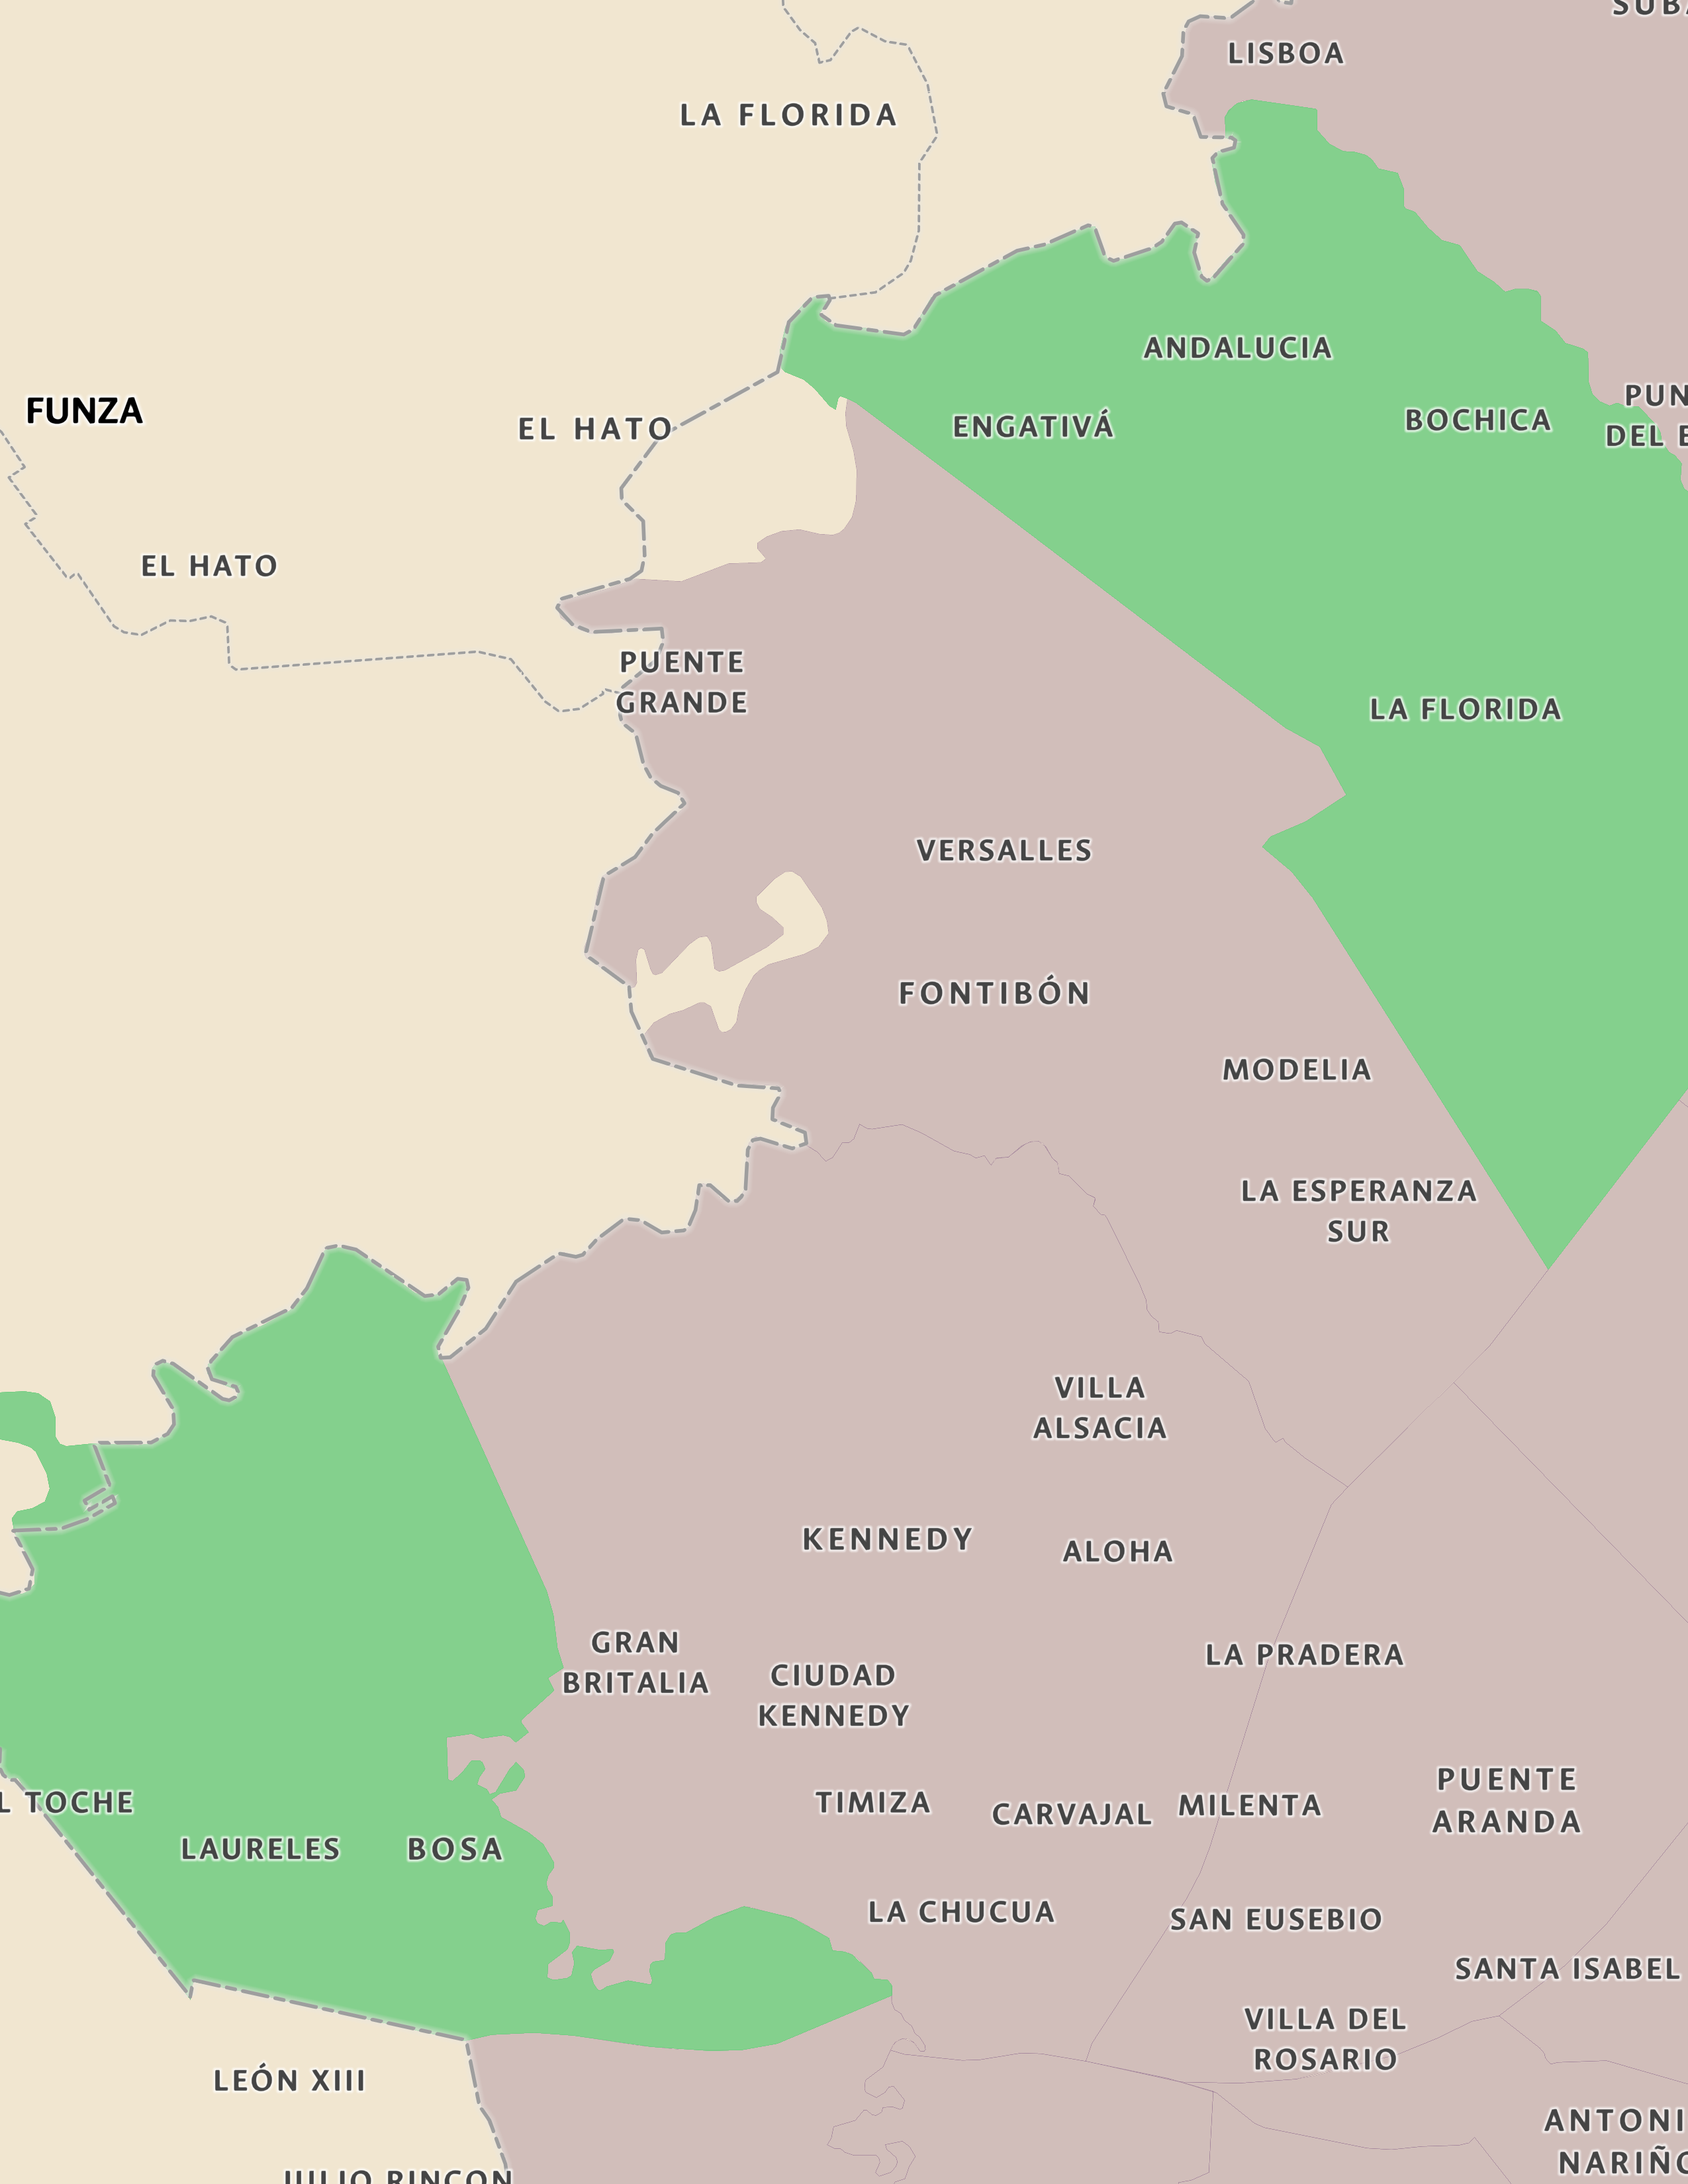 SUBA
LISBOA
LA FLORIDA
ANDALUCIA
FUNZA
EL HATO
ENGATIVÁ
BOCHICA
PUN
DEL E
EL HATO
PUENTE
GRANDE
LA FLORIDA
VERSALLES
FONTIBÓN
MODELIA
LA ESPERANZA
SUR
VILLA
ALSACIA
KENNEDY
ALOHA
GRAN
BRITALIA
CIUDAD
KENNEDY
LA PRADERA
L TOCHE
LAURELES
BOSA
TIMIZA
CARVAJAL
MILENTA
PUENTE
ARANDA
LA CHUCUA
SAN EUSEBIO
SANTA ISABEL
VILLA DEL
ROSARIO
LEÓN XIII
ANTONI
NARIÑO
JULIO RINCON